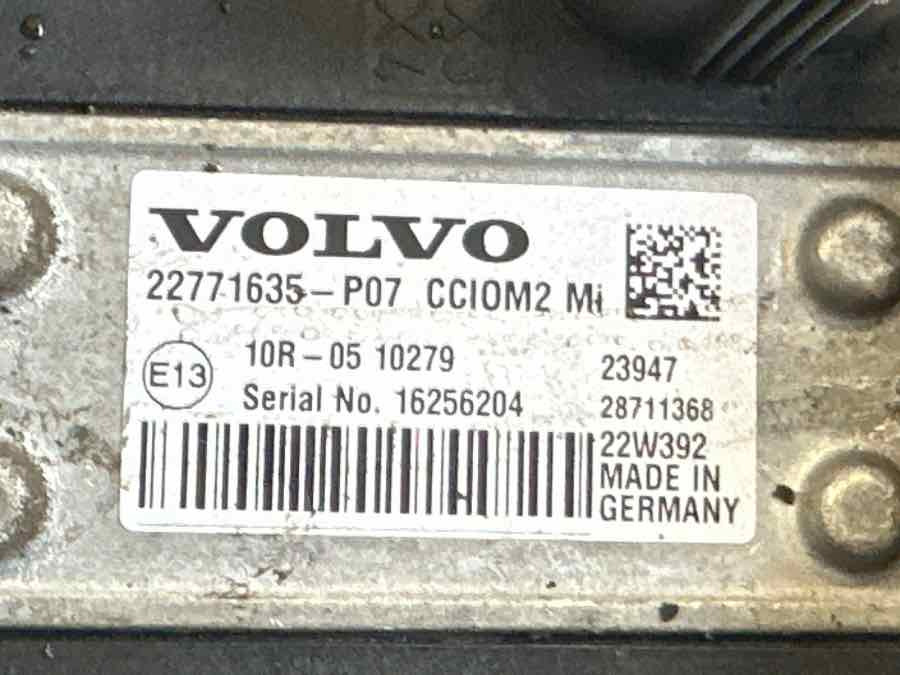 VOLVO
22771635-P07 CCIOM2 Mi
E13
10R-05 10279
Serial No. 16256204
23947
28711368
22W392
MADE IN
GERMANY